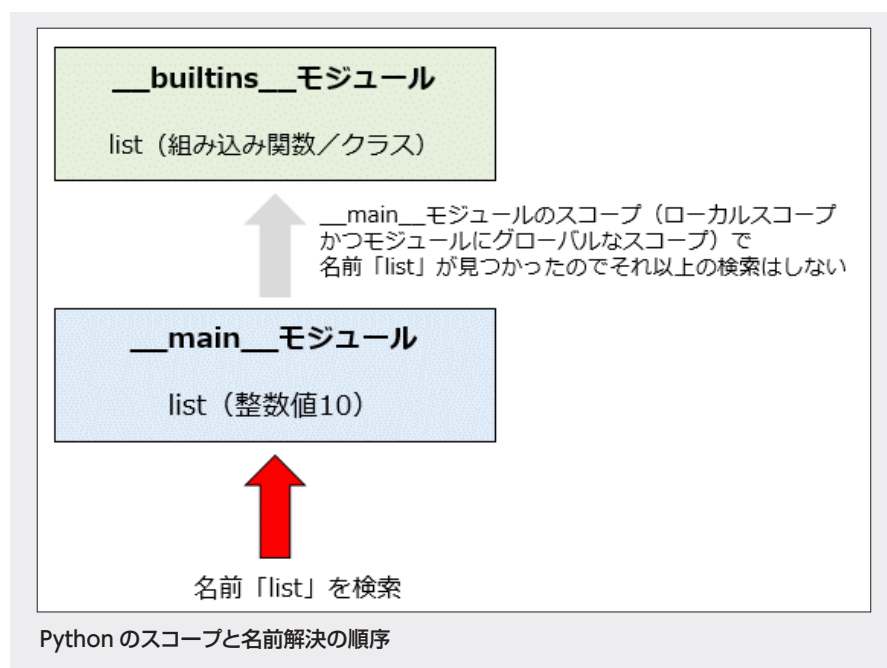 __builtins__モジュール
list（組み込み関数／クラス）
__main__モジュールのスコープ（ローカルスコープ
かつモジュールにグローバルなスコープ）で
名前「list」が見つかったのでそれ以上の検索はしない
__main__モジュール
list（整数値10）
名前「list」を検索
Python のスコープと名前解決の順序